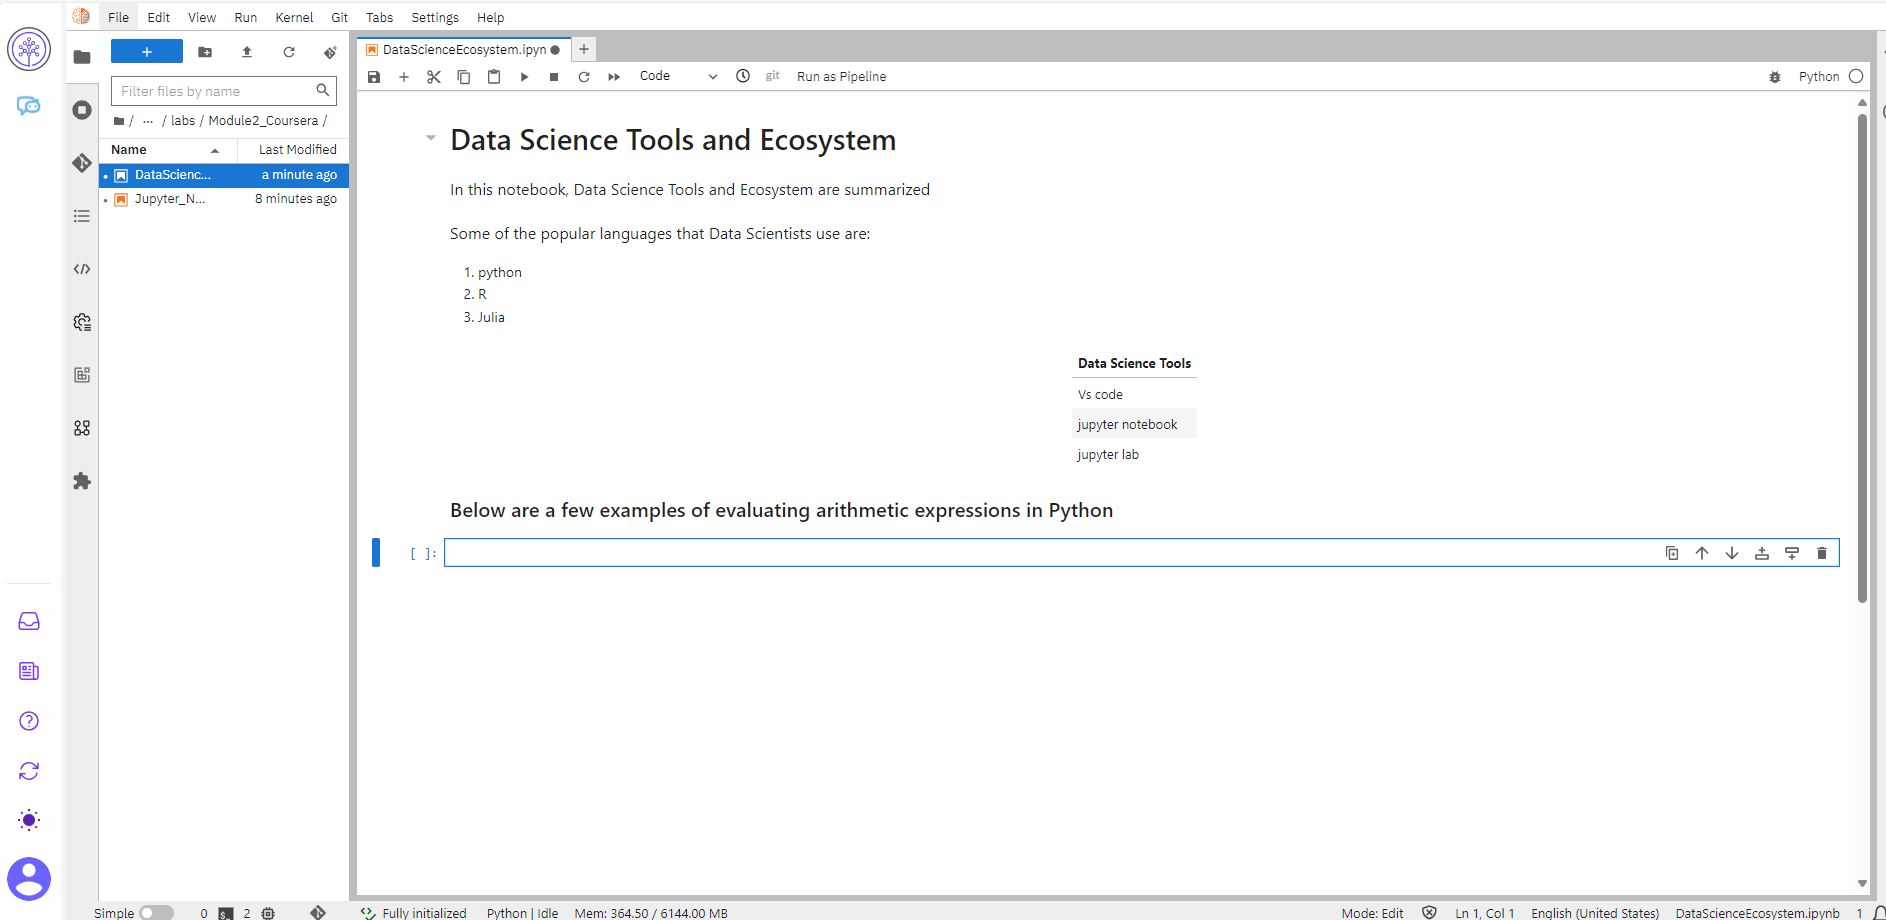 File Edit View Run Kernel Git Tabs Settings Help
DataScienceEcosystem.ipyn
Code
git
Run as Pipeline
Python
Filter files by name
/ ... / labs / Module2_Coursera /
Name Last Modified
DataScienc... a minute ago
Jupyter_N... 8 minutes ago
Data Science Tools and Ecosystem
In this notebook, Data Science Tools and Ecosystem are summarized
Some of the popular languages that Data Scientists use are:
1. python
2. R
3. Julia
Data Science Tools
Vs code
jupyter notebook
jupyter lab
Below are a few examples of evaluating arithmetic expressions in Python
[ ]:
Simple 0 $_ 2 Fully initialized Python | Idle Mem: 364.50 / 6144.00 MB Mode: Edit Ln 1, Col 1 English (United States) DataScienceEcosystem.ipynb 1